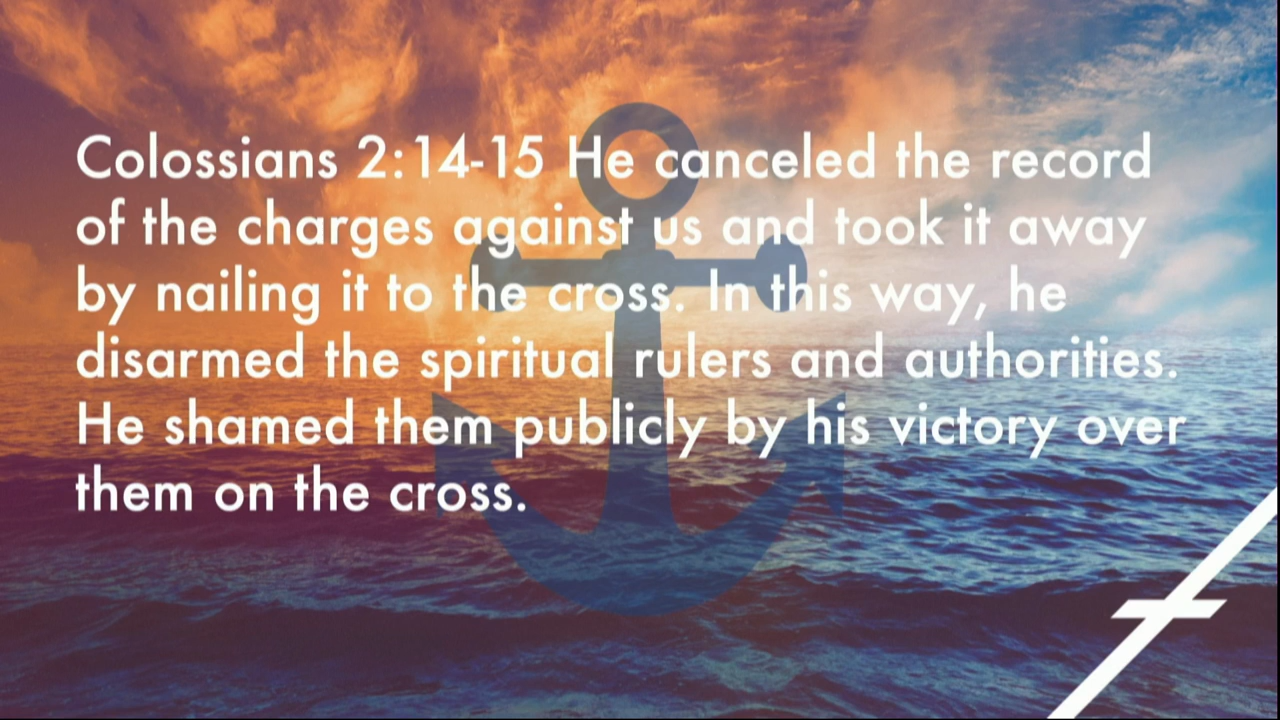 Colossians 2:14-15 He canceled the record
of the charges against us and took it away
by nailing it to the cross. In this way, he
disarmed the spiritual rulers and authorities.
He shamed them publicly by his victory over
them on the cross.